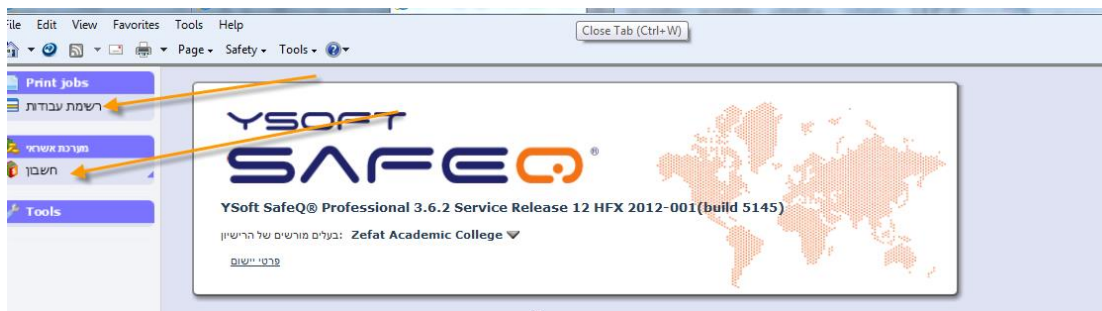 File Edit View Favorites Tools Help
Close Tab (Ctrl+W)
Page Safety Tools
Print jobs
רשימת עבודות
מערכת אשראי
חשבון
Tools
YSOFT
SAFEQ®
YSoft SafeQ® Professional 3.6.2 Service Release 12 HFX 2012-001(build 5145)
בעלים מורשים של הרישיון: Zefat Academic College
פרטי יישום